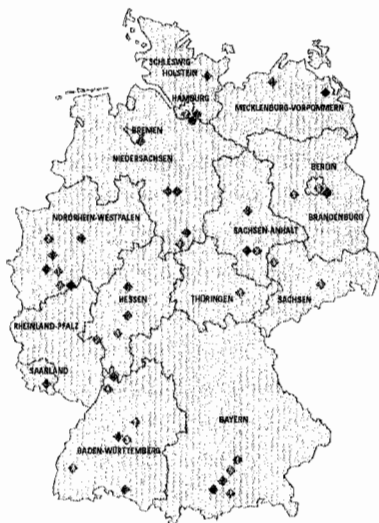 SCHLESWIG-
HOLSTEIN
HAMBURG
MECKLENBURG-VORPOMMERN
BREMEN
NIEDERSACHSEN
BERLIN
BRANDENBURG
NORDRHEIN-WESTFALEN
SACHSEN-ANHALT
HESSEN
THÜRINGEN
SACHSEN
RHEINLAND-PFALZ
SAARLAND
BAYERN
BADEN-WÜRTTEMBERG